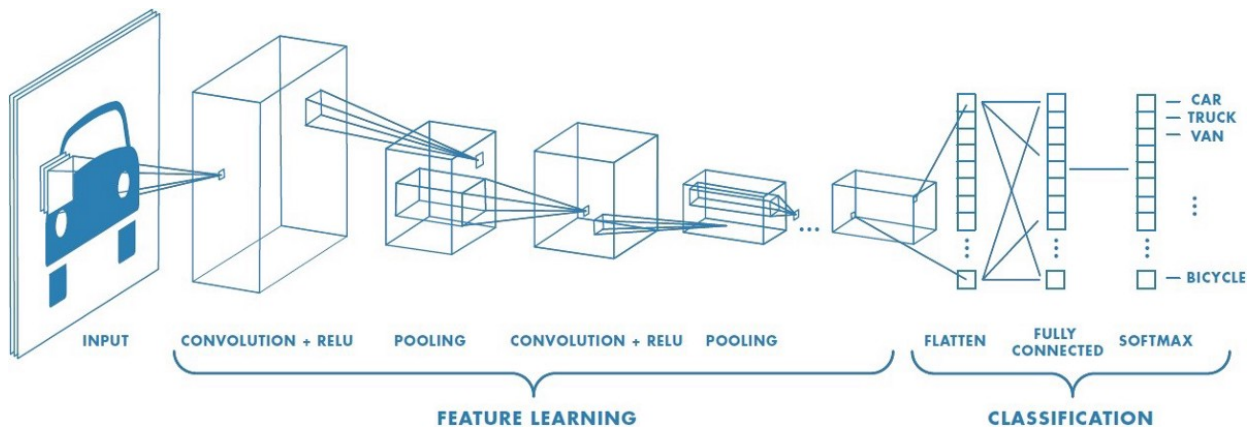 CAR
TRUCK
VAN
BICYCLE
INPUT
CONVOLUTION + RELU
POOLING
CONVOLUTION + RELU
POOLING
FLATTEN
FULLY
CONNECTED
SOFTMAX
FEATURE LEARNING
CLASSIFICATION